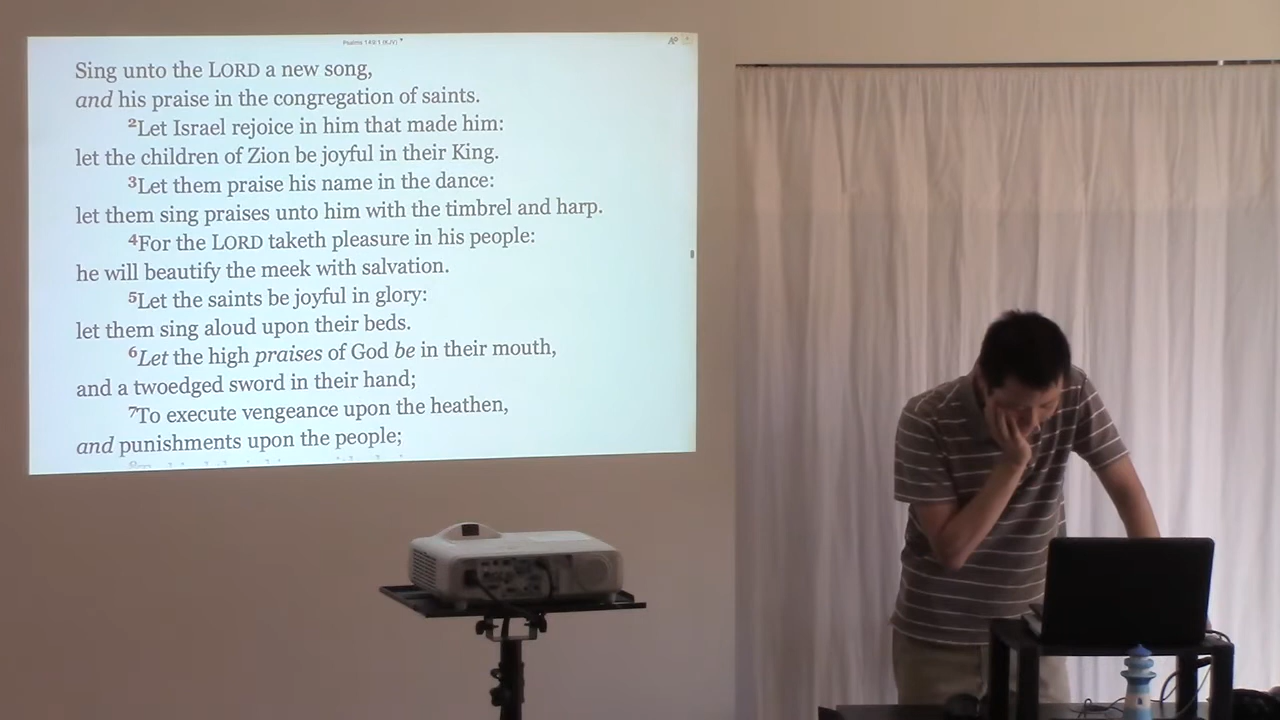 Psalms 149:1 (KJV)
Sing unto the LORD a new song,
and his praise in the congregation of saints.
2Let Israel rejoice in him that made him:
let the children of Zion be joyful in their King.
3Let them praise his name in the dance:
let them sing praises unto him with the timbrel and harp.
4For the LORD taketh pleasure in his people:
he will beautify the meek with salvation.
5Let the saints be joyful in glory:
let them sing aloud upon their beds.
6Let the high praises of God be in their mouth,
and a twoedged sword in their hand;
7To execute vengeance upon the heathen,
and punishments upon the people;